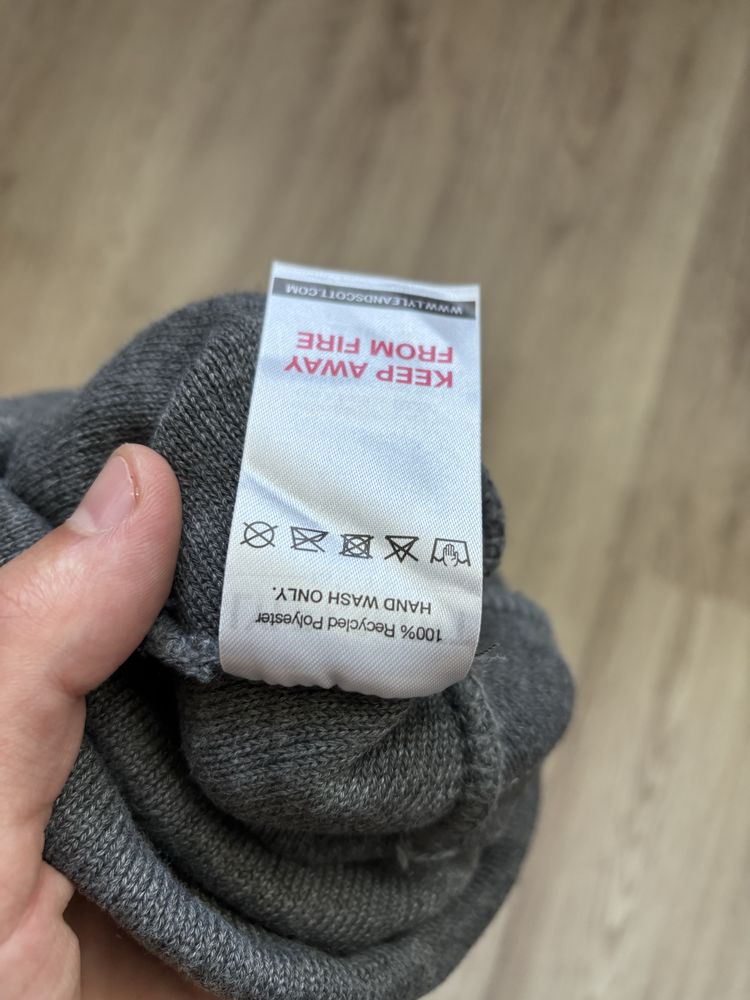 100% Recycled Polyester
HAND WASH ONLY.
KEEP AWAY
FROM FIRE
WWW.LYLEANDSCOTT.COM